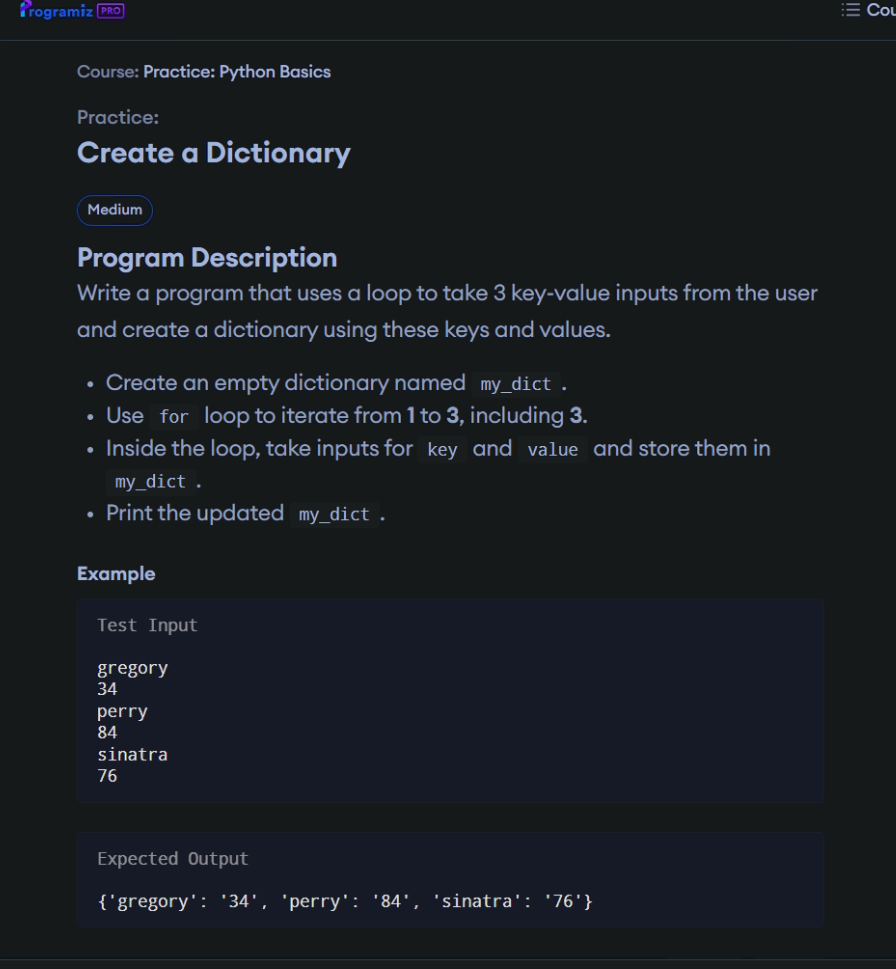 Programiz PRO
Cou
Course: Practice: Python Basics
Practice:
Create a Dictionary
Medium
Program Description
Write a program that uses a loop to take 3 key-value inputs from the user
and create a dictionary using these keys and values.
• Create an empty dictionary named my_dict .
• Use for loop to iterate from 1 to 3, including 3.
• Inside the loop, take inputs for key and value and store them in
my_dict .
• Print the updated my_dict .
Example
Test Input
gregory
34
perry
84
sinatra
76
Expected Output
{'gregory': '34', 'perry': '84', 'sinatra': '76'}